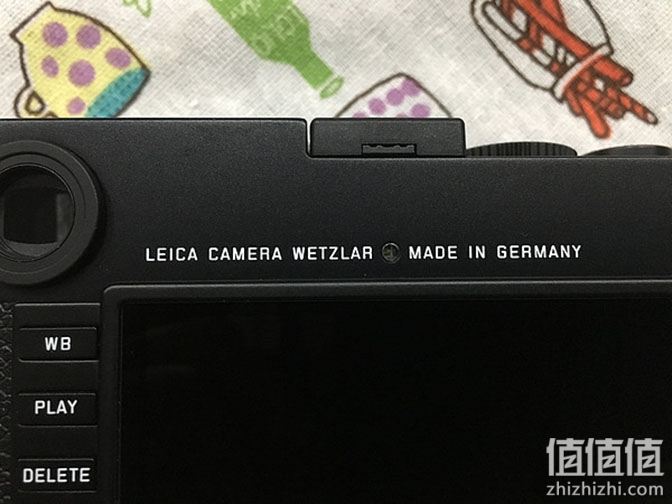 LEICA CAMERA WETZLAR MADE IN GERMANY
WB
PLAY
DELETE
值值值
zhizhizhi.com